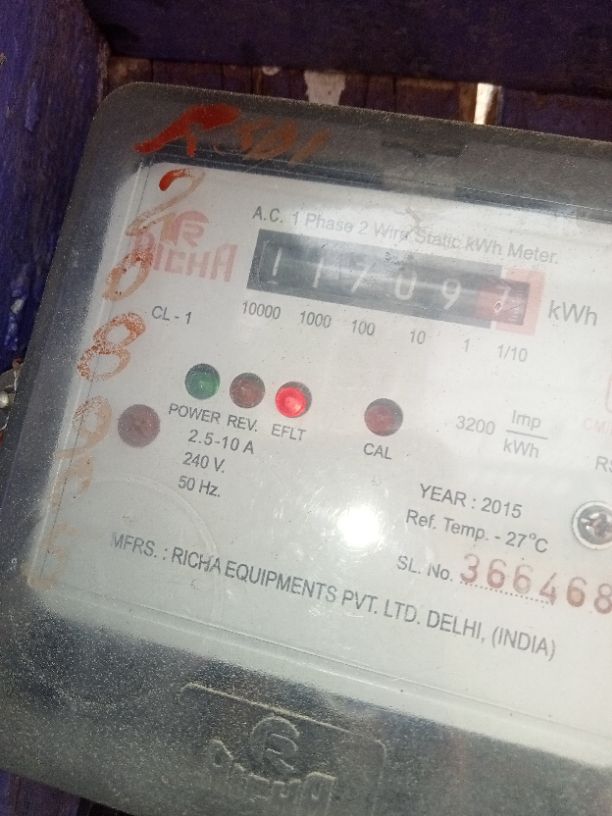 A.C. 1 Phase 2 Wire Static kWh Meter.
RICHA
117097 kWh
10000 1000 100 10 1 1/10
CL - 1
POWER REV. EFLT
CAL
3200 Imp/kWh
2.5-10 A
240 V.
50 Hz.
YEAR : 2015
Ref. Temp. - 27°C
SL. No. 366468
MFRS. : RICHA EQUIPMENTS PVT. LTD. DELHI, (INDIA)
RICHA